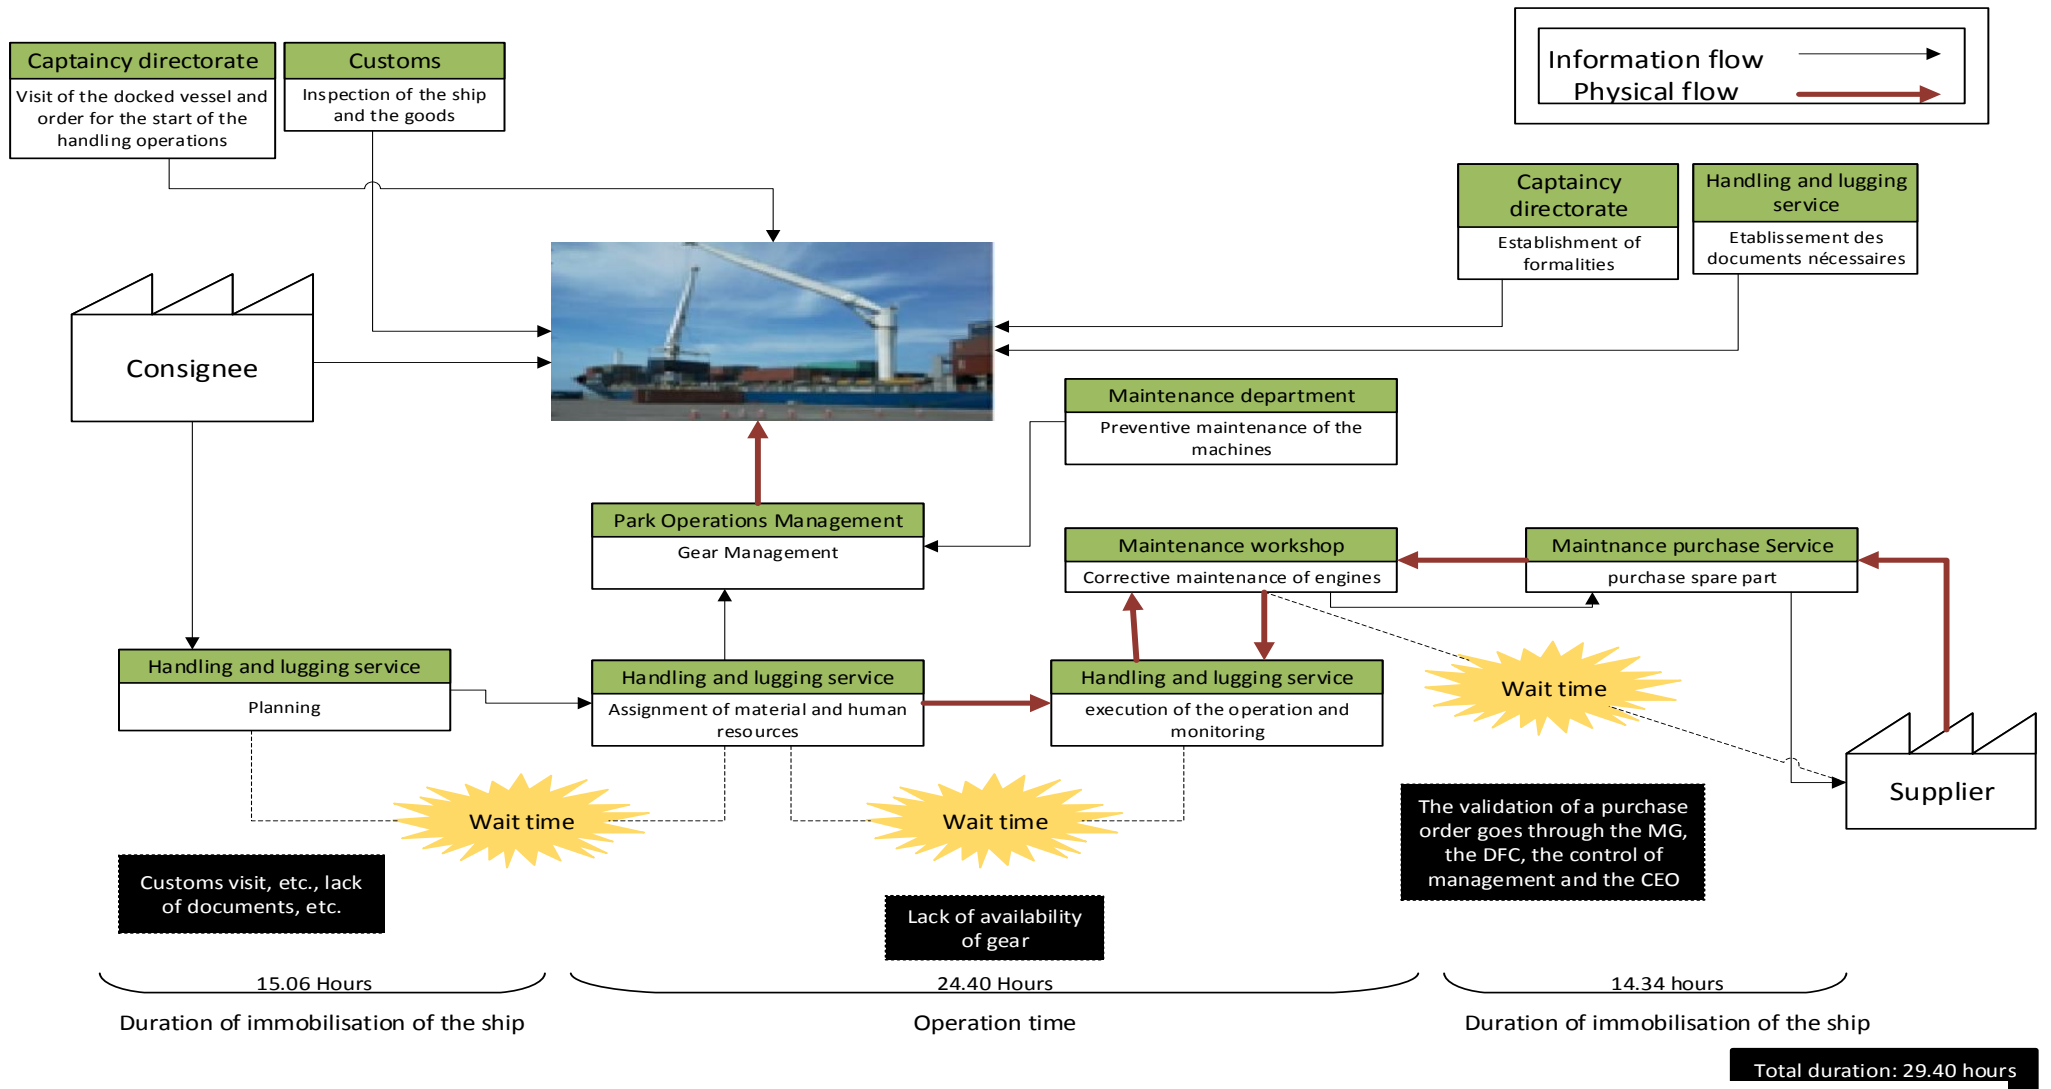 Captaincy directorate
Visit of the docked vessel and
order for the start of the
handling operations
Customs
Inspection of the ship
and the goods
Information flow
Physical flow
Captaincy
directorate
Establishment of
formalities
Handling and lugging
service
Etablissement des
documents nécessaires
Consignee
Maintenance department
Preventive maintenance of the
machines
Park Operations Management
Gear Management
Maintenance workshop
Corrective maintenance of engines
Maintnance purchase Service
purchase spare part
Handling and lugging service
Planning
Handling and lugging service
Assignment of material and human
resources
Handling and lugging service
execution of the operation and
monitoring
Wait time
Supplier
Wait time
Wait time
The validation of a purchase
order goes through the MG,
the DFC, the control of
management and the CEO
Customs visit, etc., lack
of documents, etc.
Lack of availability
of gear
15.06 Hours
24.40 Hours
14.34 hours
Duration of immobilisation of the ship
Operation time
Duration of immobilisation of the ship
Total duration: 29.40 hours